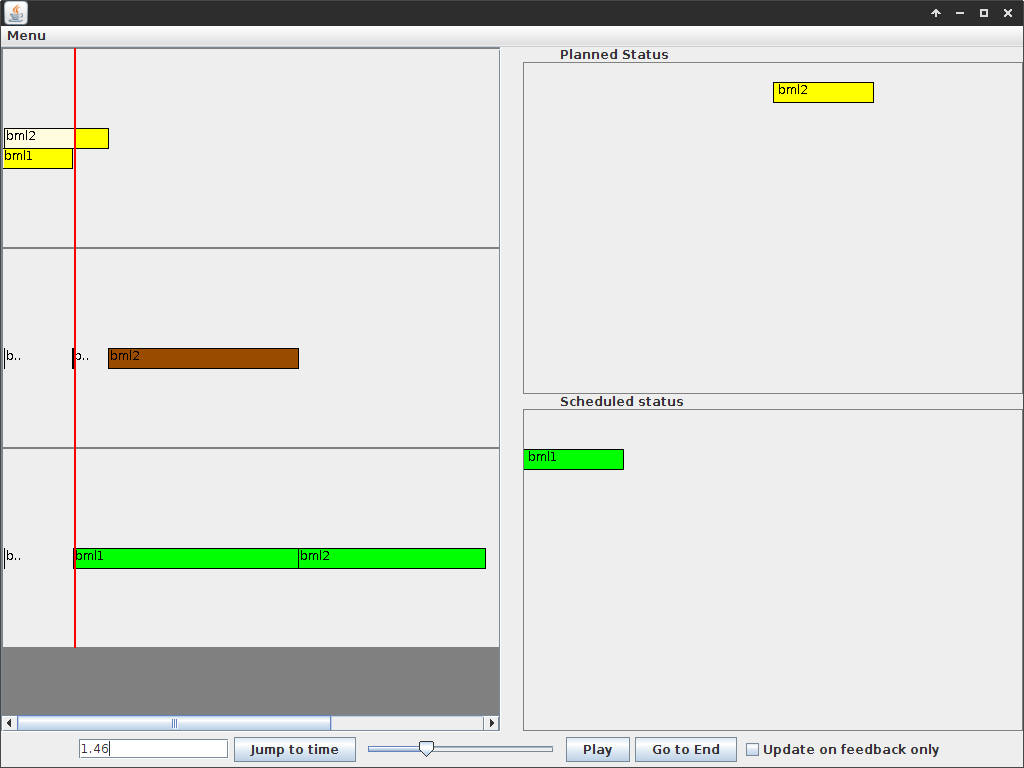 Menu
bml2
bml1
b..
b..
bml2
b..
bml1
bml2
Planned Status
bml2
Scheduled status
bml1
1.46
Jump to time
Play
Go to End
Update on feedback only